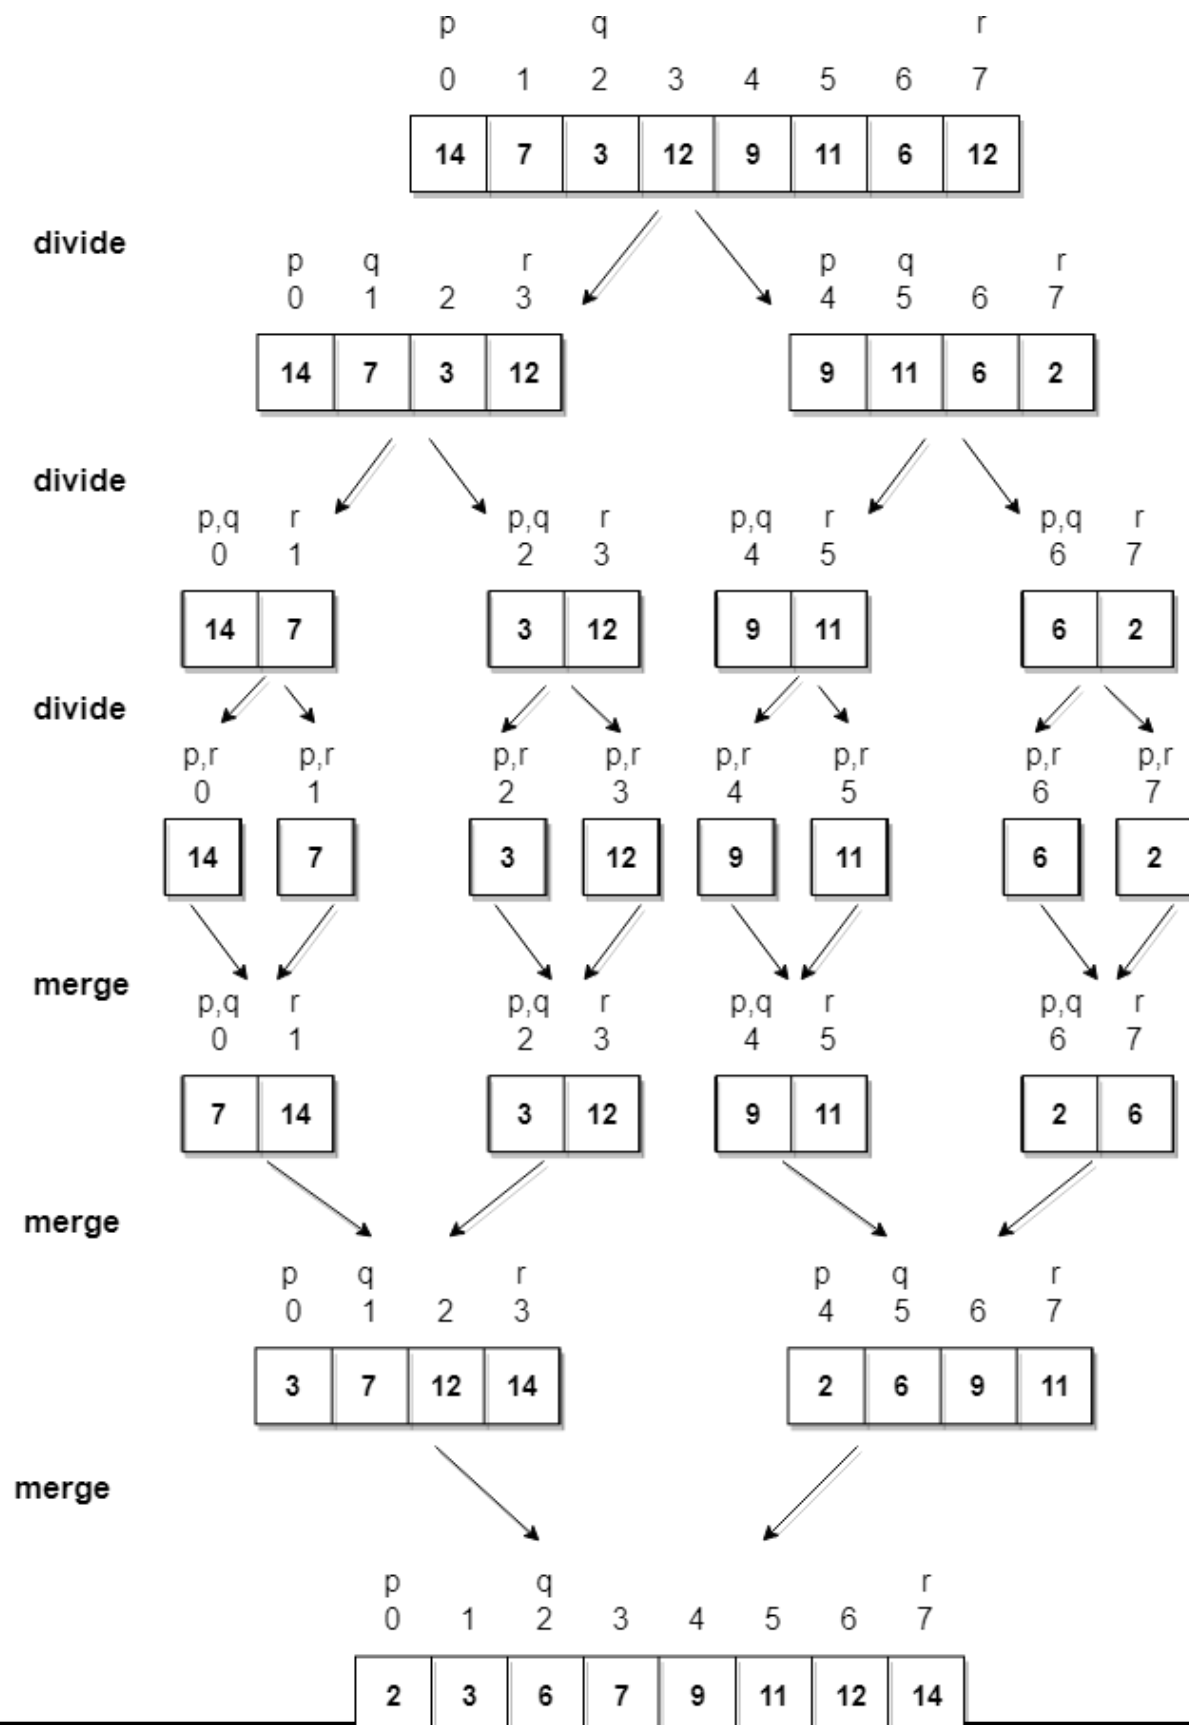 p q r
0 1 2 3 4 5 6 7
14 7 3 12 9 11 6 12
divide
p q r p q r
0 1 2 3 4 5 6 7
14 7 3 12 9 11 6 2
divide
p,q r p,q r p,q r p,q r
0 1 2 3 4 5 6 7
14 7 3 12 9 11 6 2
divide
p,r p,r p,r p,r p,r p,r p,r p,r
0 1 2 3 4 5 6 7
14 7 3 12 9 11 6 2
merge
p,q r p,q r p,q r p,q r
0 1 2 3 4 5 6 7
7 14 3 12 9 11 2 6
merge
p q r p q r
0 1 2 3 4 5 6 7
3 7 12 14 2 6 9 11
merge
p q r
0 1 2 3 4 5 6 7
2 3 6 7 9 11 12 14